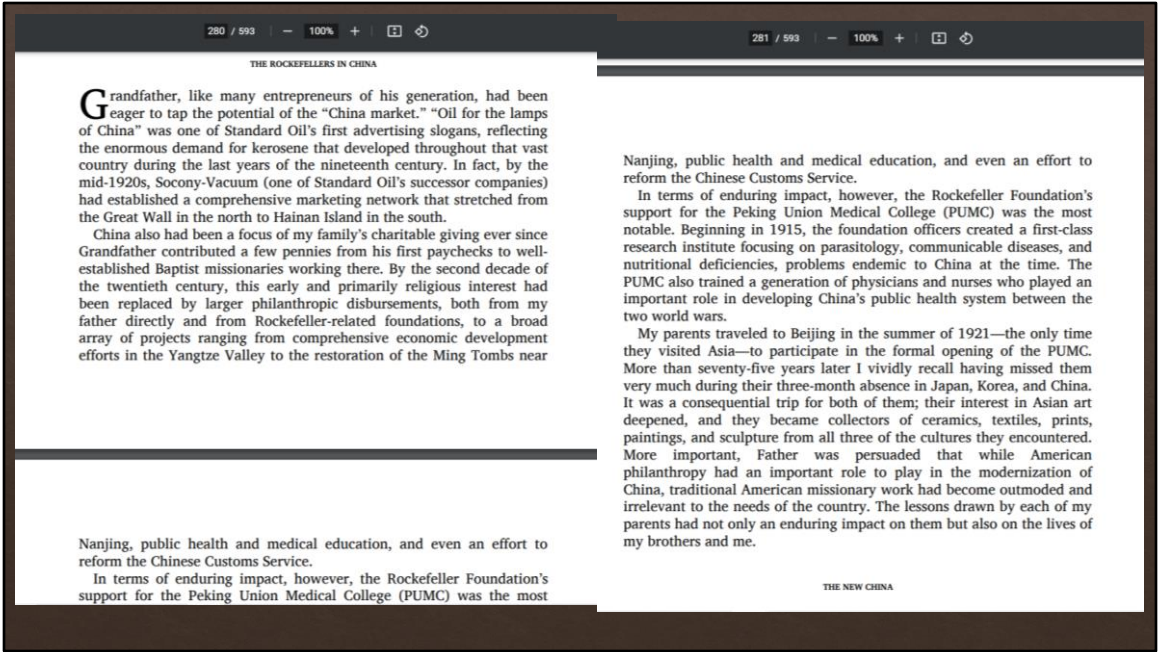 280 / 593 − 100% +
THE ROCKEFELLERS IN CHINA
Grandfather, like many entrepreneurs of his generation, had been
eager to tap the potential of the “China market.” “Oil for the lamps
of China” was one of Standard Oil’s first advertising slogans, reflecting
the enormous demand for kerosene that developed throughout that vast
country during the last years of the nineteenth century. In fact, by the
mid-1920s, Socony-Vacuum (one of Standard Oil’s successor companies)
had established a comprehensive marketing network that stretched from
the Great Wall in the north to Hainan Island in the south.
China also had been a focus of my family’s charitable giving ever since
Grandfather contributed a few pennies from his first paychecks to well-
established Baptist missionaries working there. By the second decade of
the twentieth century, this early and primarily religious interest had
been replaced by larger philanthropic disbursements, both from my
father directly and from Rockefeller-related foundations, to a broad
array of projects ranging from comprehensive economic development
efforts in the Yangtze Valley to the restoration of the Ming Tombs near
Nanjing, public health and medical education, and even an effort to
reform the Chinese Customs Service.
In terms of enduring impact, however, the Rockefeller Foundation’s
support for the Peking Union Medical College (PUMC) was the most
281 / 593 − 100% +
Nanjing, public health and medical education, and even an effort to
reform the Chinese Customs Service.
In terms of enduring impact, however, the Rockefeller Foundation’s
support for the Peking Union Medical College (PUMC) was the most
notable. Beginning in 1915, the foundation officers created a first-class
research institute focusing on parasitology, communicable diseases, and
nutritional deficiencies, problems endemic to China at the time. The
PUMC also trained a generation of physicians and nurses who played an
important role in developing China’s public health system between the
two world wars.
My parents traveled to Beijing in the summer of 1921—the only time
they visited Asia—to participate in the formal opening of the PUMC.
More than seventy-five years later I vividly recall having missed them
very much during their three-month absence in Japan, Korea, and China.
It was a consequential trip for both of them; their interest in Asian art
deepened, and they became collectors of ceramics, textiles, prints,
paintings, and sculpture from all three of the cultures they encountered.
More important, Father was persuaded that while American
philanthropy had an important role to play in the modernization of
China, traditional American missionary work had become outmoded and
irrelevant to the needs of the country. The lessons drawn by each of my
parents had not only an enduring impact on them but also on the lives of
my brothers and me.
THE NEW CHINA